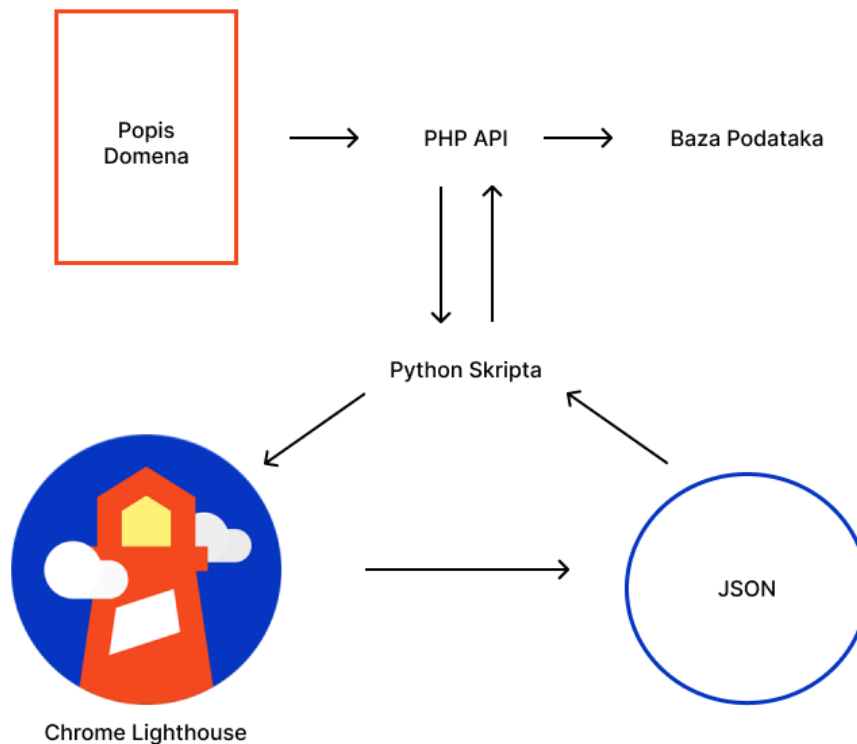 Popis
Domena
PHP API
Baza Podataka
Python Skripta
JSON
Chrome Lighthouse